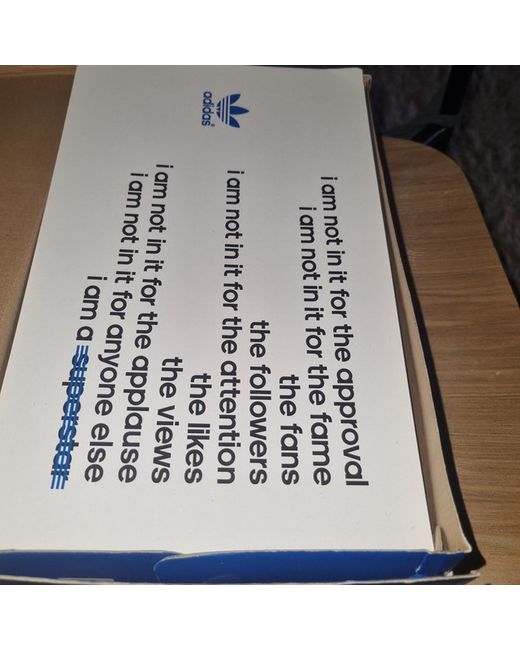 i am not in it for the approval
i am not in it for the fame
the fans
the followers
i am not in it for the attention
the likes
the views
i am not in it for the applause
i am not in it for anyone else
i am a superstar
adidas